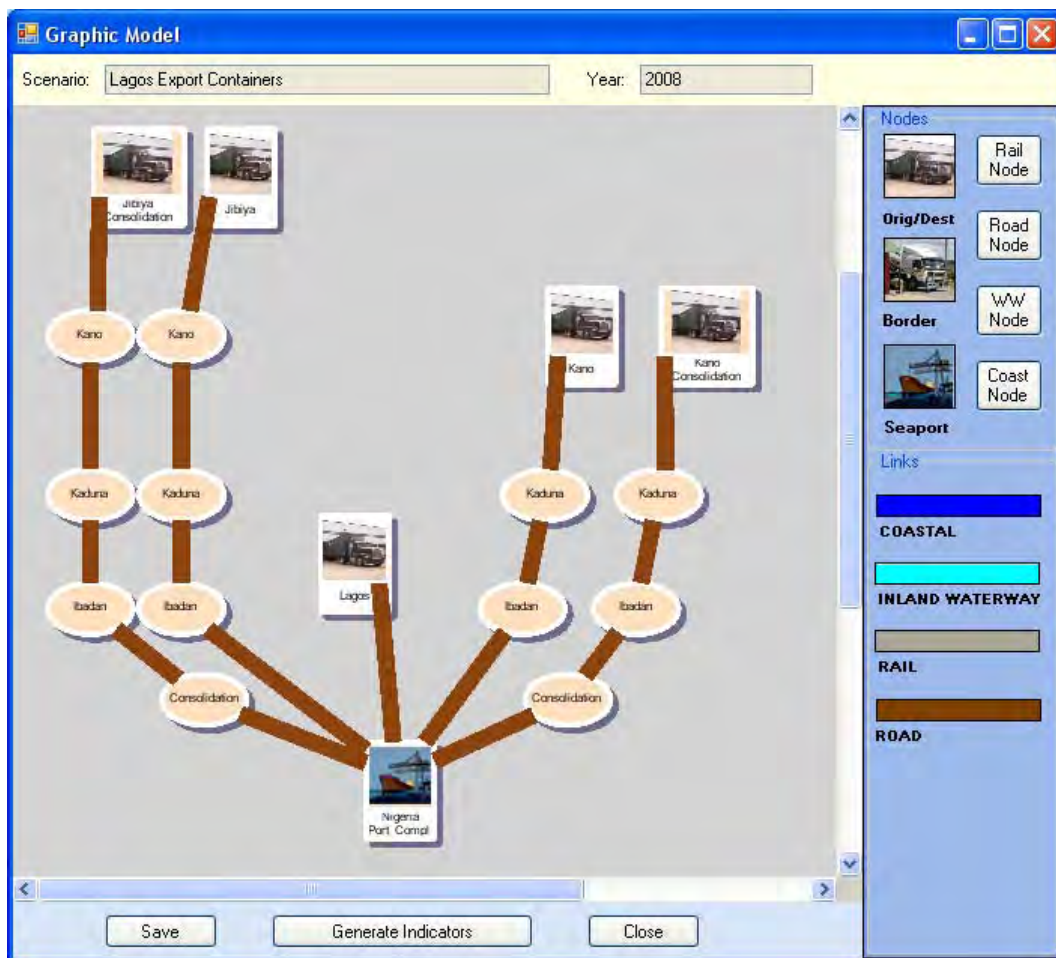 Graphic Model
Scenario:
Lagos Export Containers
Year:
2008
Jibiya
Consolidation
Jibiya
Kano
Kano
Kano
Kano
Consolidation
Kaduna
Kaduna
Kaduna
Kaduna
Lagos
Ibadan
Ibadan
Ibadan
Ibadan
Consolidation
Consolidation
Nigeria
Port Compl
Nodes
Rail
Node
Orig/Dest
Road
Node
Border
WW
Node
Coast
Node
Seaport
Links
COASTAL
INLAND WATERWAY
RAIL
ROAD
Save
Generate Indicators
Close